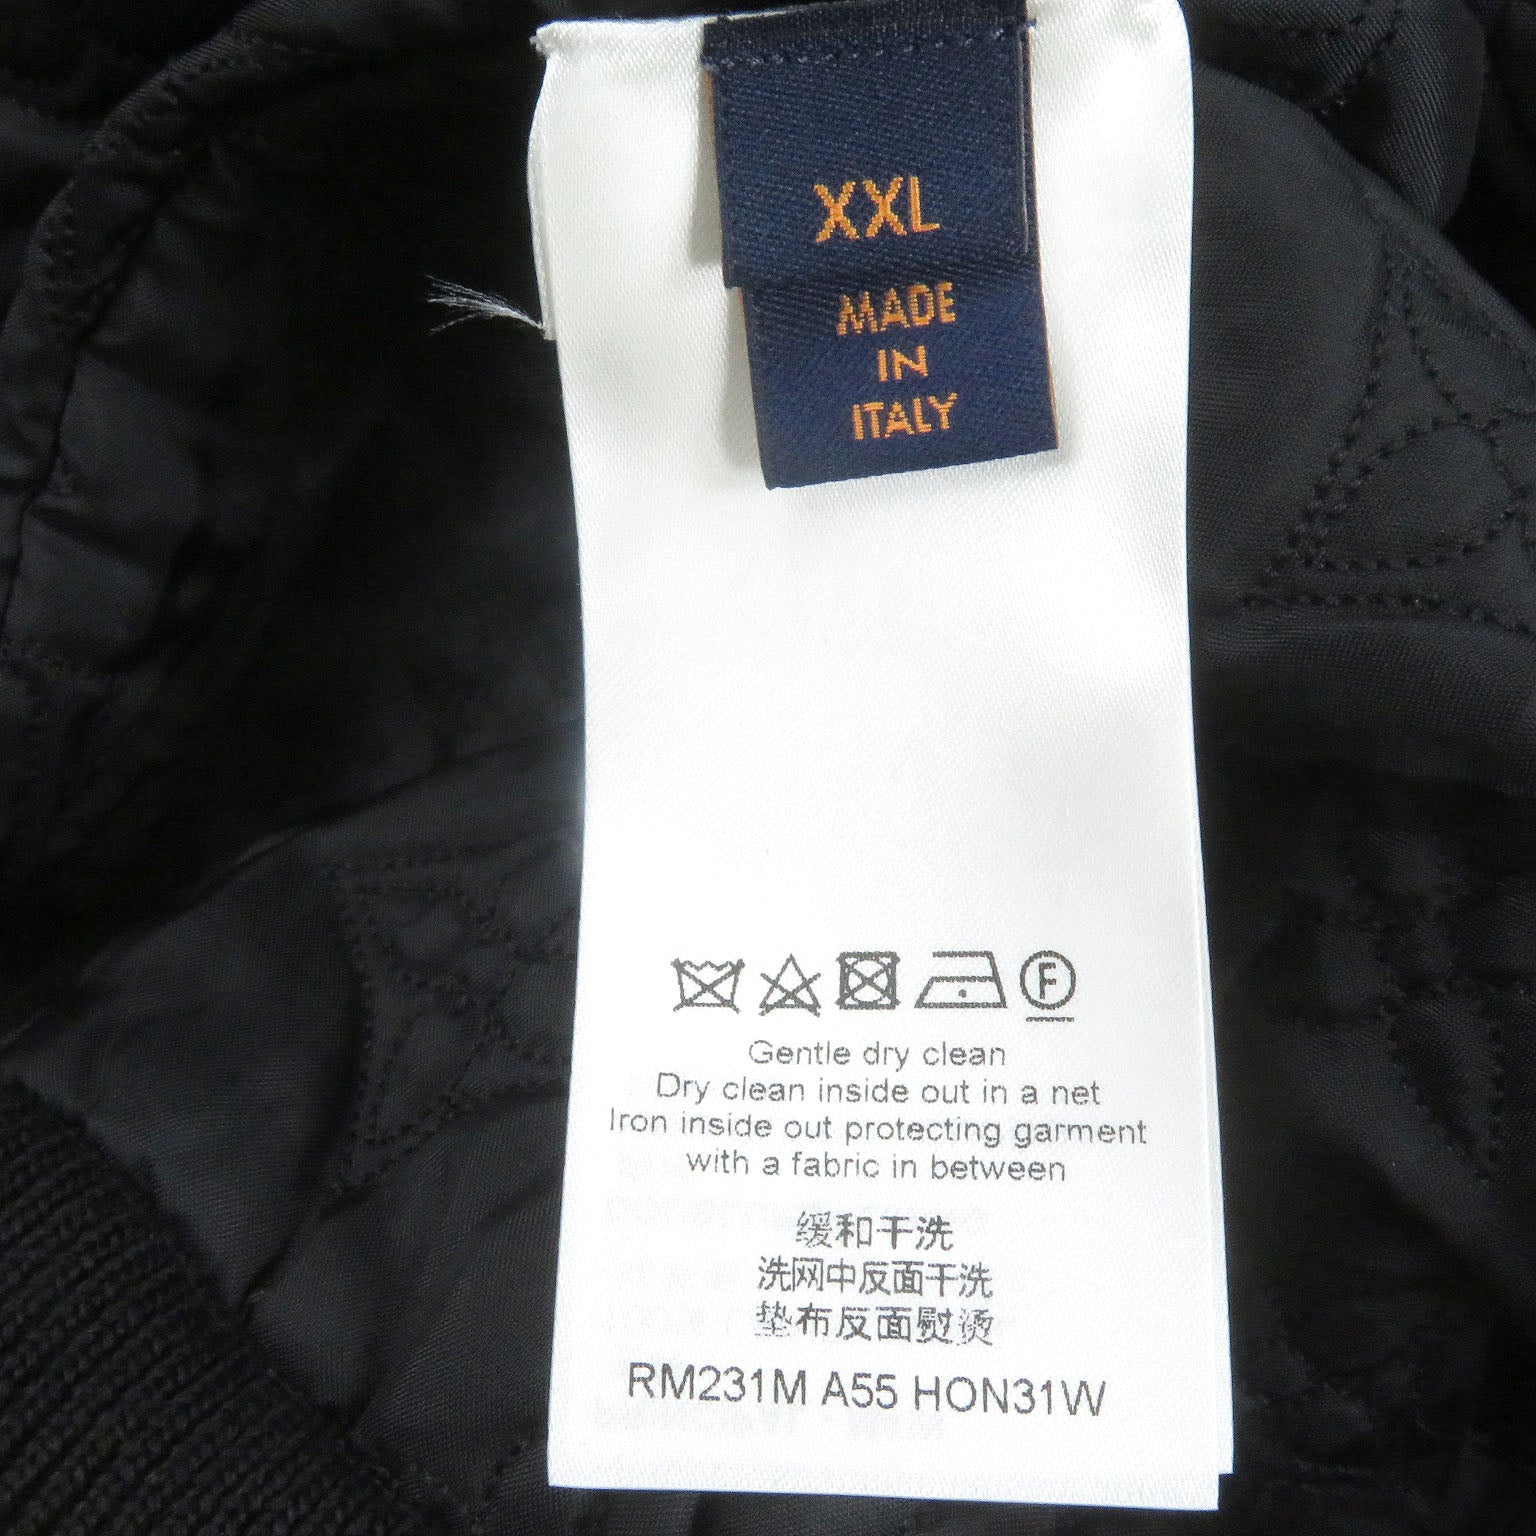 XXL
MADE
IN
ITALY
F
Gentle dry clean
Dry clean inside out in a net
Iron inside out protecting garment
with a fabric in between
缓和干洗
洗网中反面干洗
垫布反面熨烫
RM231M A55 HON31W